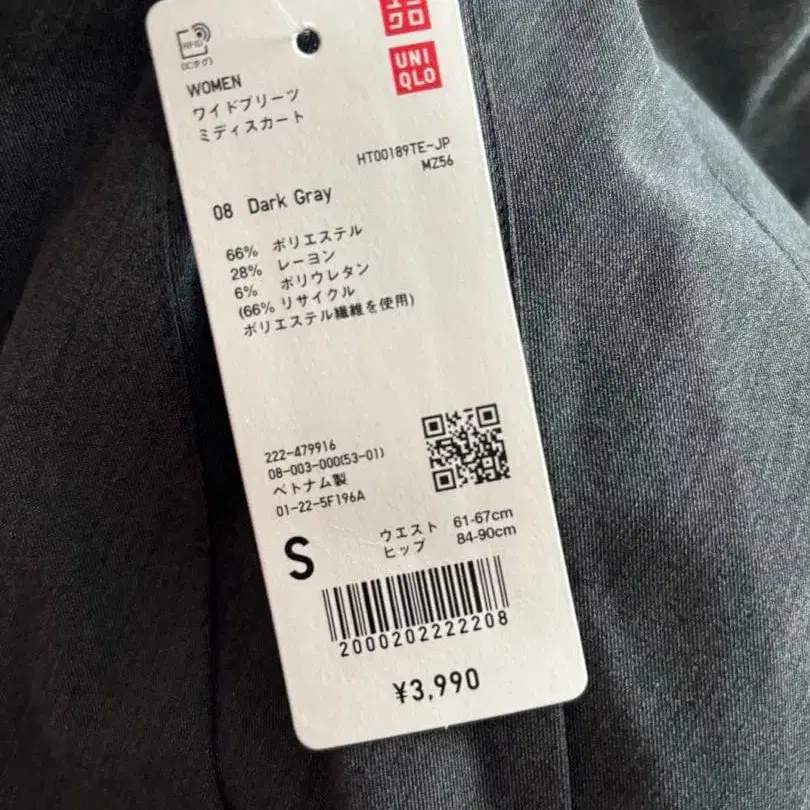 ユニ
クロ
UNI
QLO
RFID
(ICタグ)
WOMEN
ワイドプリーツ
ミディスカート
HT00189TE-JP
MZ56
08 Dark Gray
66% ポリエステル
28% レーヨン
6% ポリウレタン
(66% リサイクル
ポリエステル繊維を使用)
222-479916
08-003-000(53-01)
ベトナム製
01-22-5F196A
S
ウエスト 61-67cm
ヒップ 84-90cm
2000202222208
¥3,990